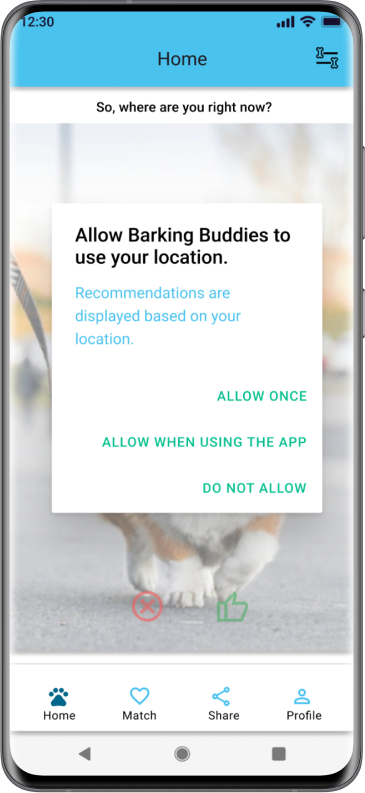 12:30
Home
So, where are you right now?
Allow Barking Buddies to
use your location.
Recommendations are
displayed based on your
location.
ALLOW ONCE
ALLOW WHEN USING THE APP
DO NOT ALLOW
Home Match Share Profile